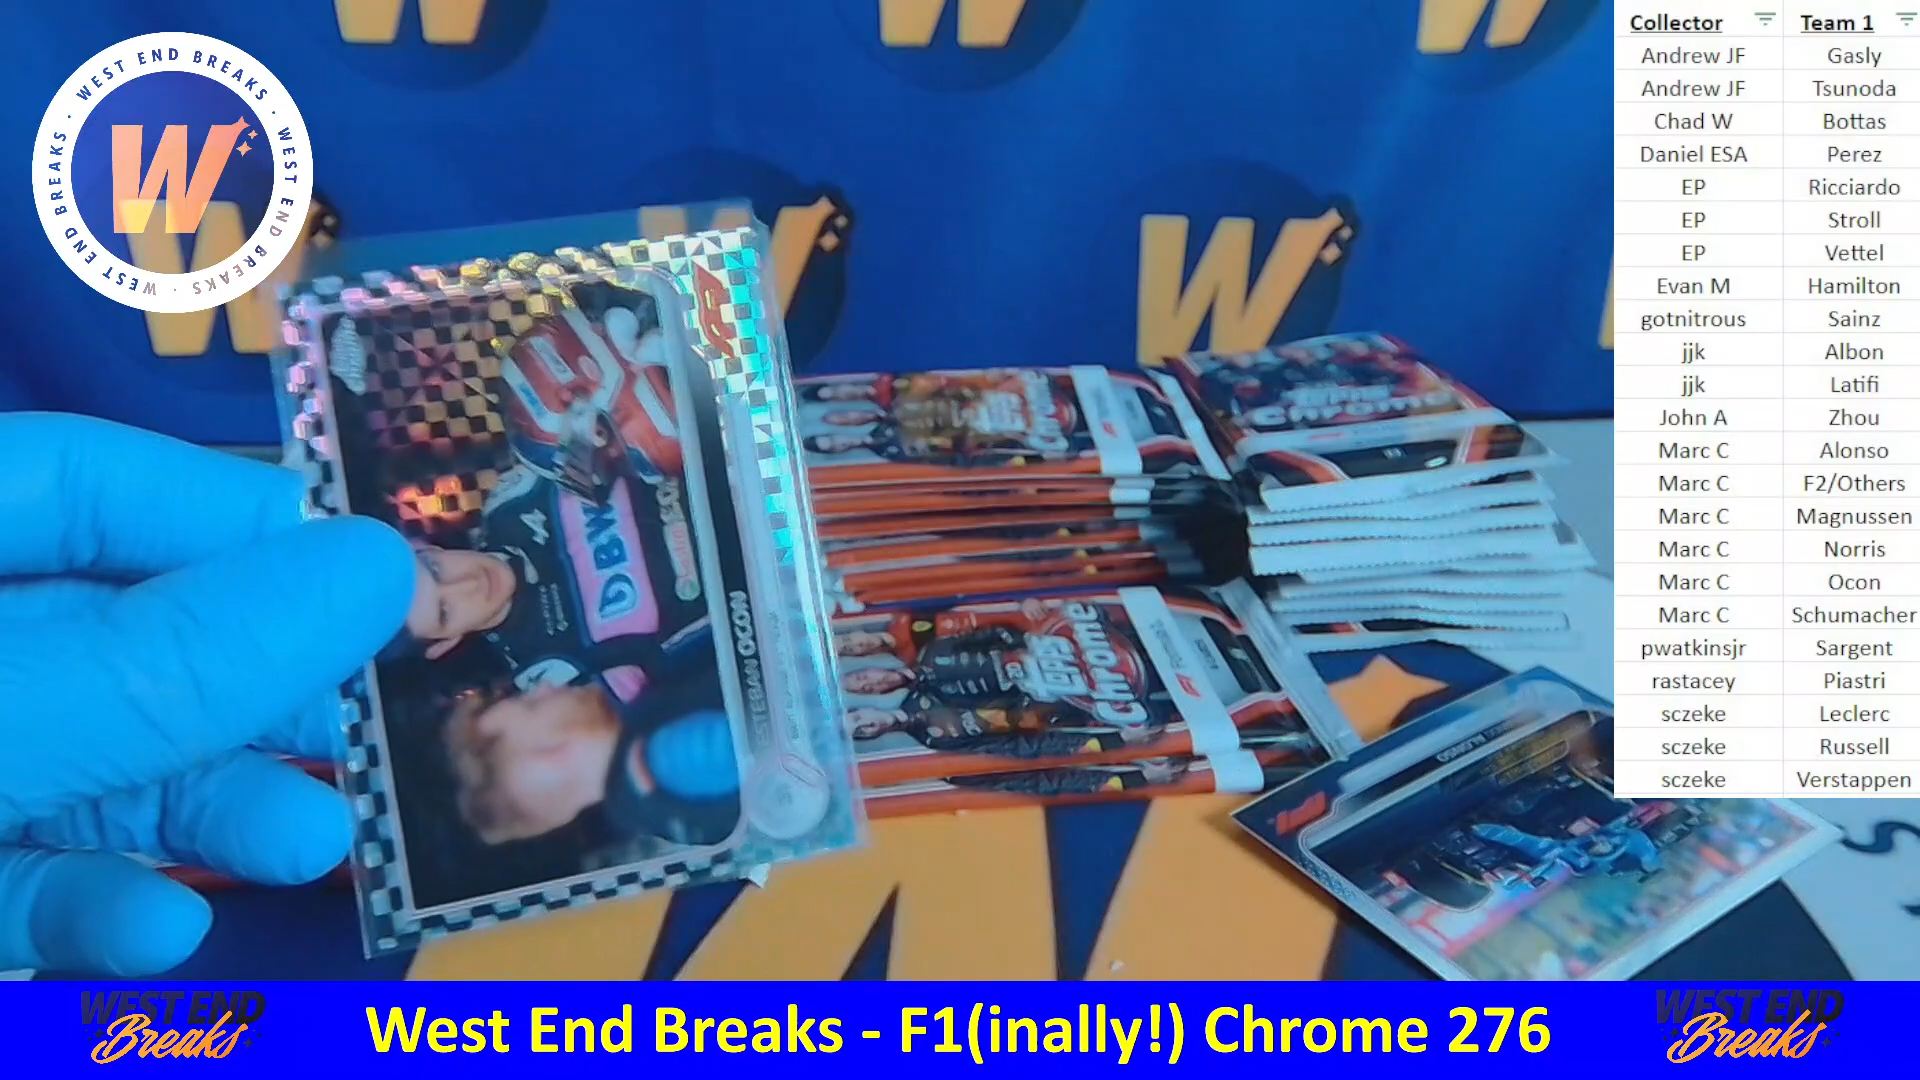 WEST END BREAKS · WEST END BREAKS · WEST END BREAKS ·
W
Collector Team 1
Andrew JF Gasly
Andrew JF Tsunoda
Chad W Bottas
Daniel ESA Perez
EP Ricciardo
EP Stroll
EP Vettel
Evan M Hamilton
gotnitrous Sainz
jjk Albon
jjk Latifi
John A Zhou
Marc C Alonso
Marc C F2/Others
Marc C Magnussen
Marc C Norris
Marc C Ocon
Marc C Schumacher
pwatkinsjr Sargent
rastacey Piastri
sczeke Leclerc
sczeke Russell
sczeke Verstappen
ESTEBAN OCON
BW
TOPPS
CHROME
WEST END
Breaks
West End Breaks - F1(inally!) Chrome 276
WEST END
Breaks